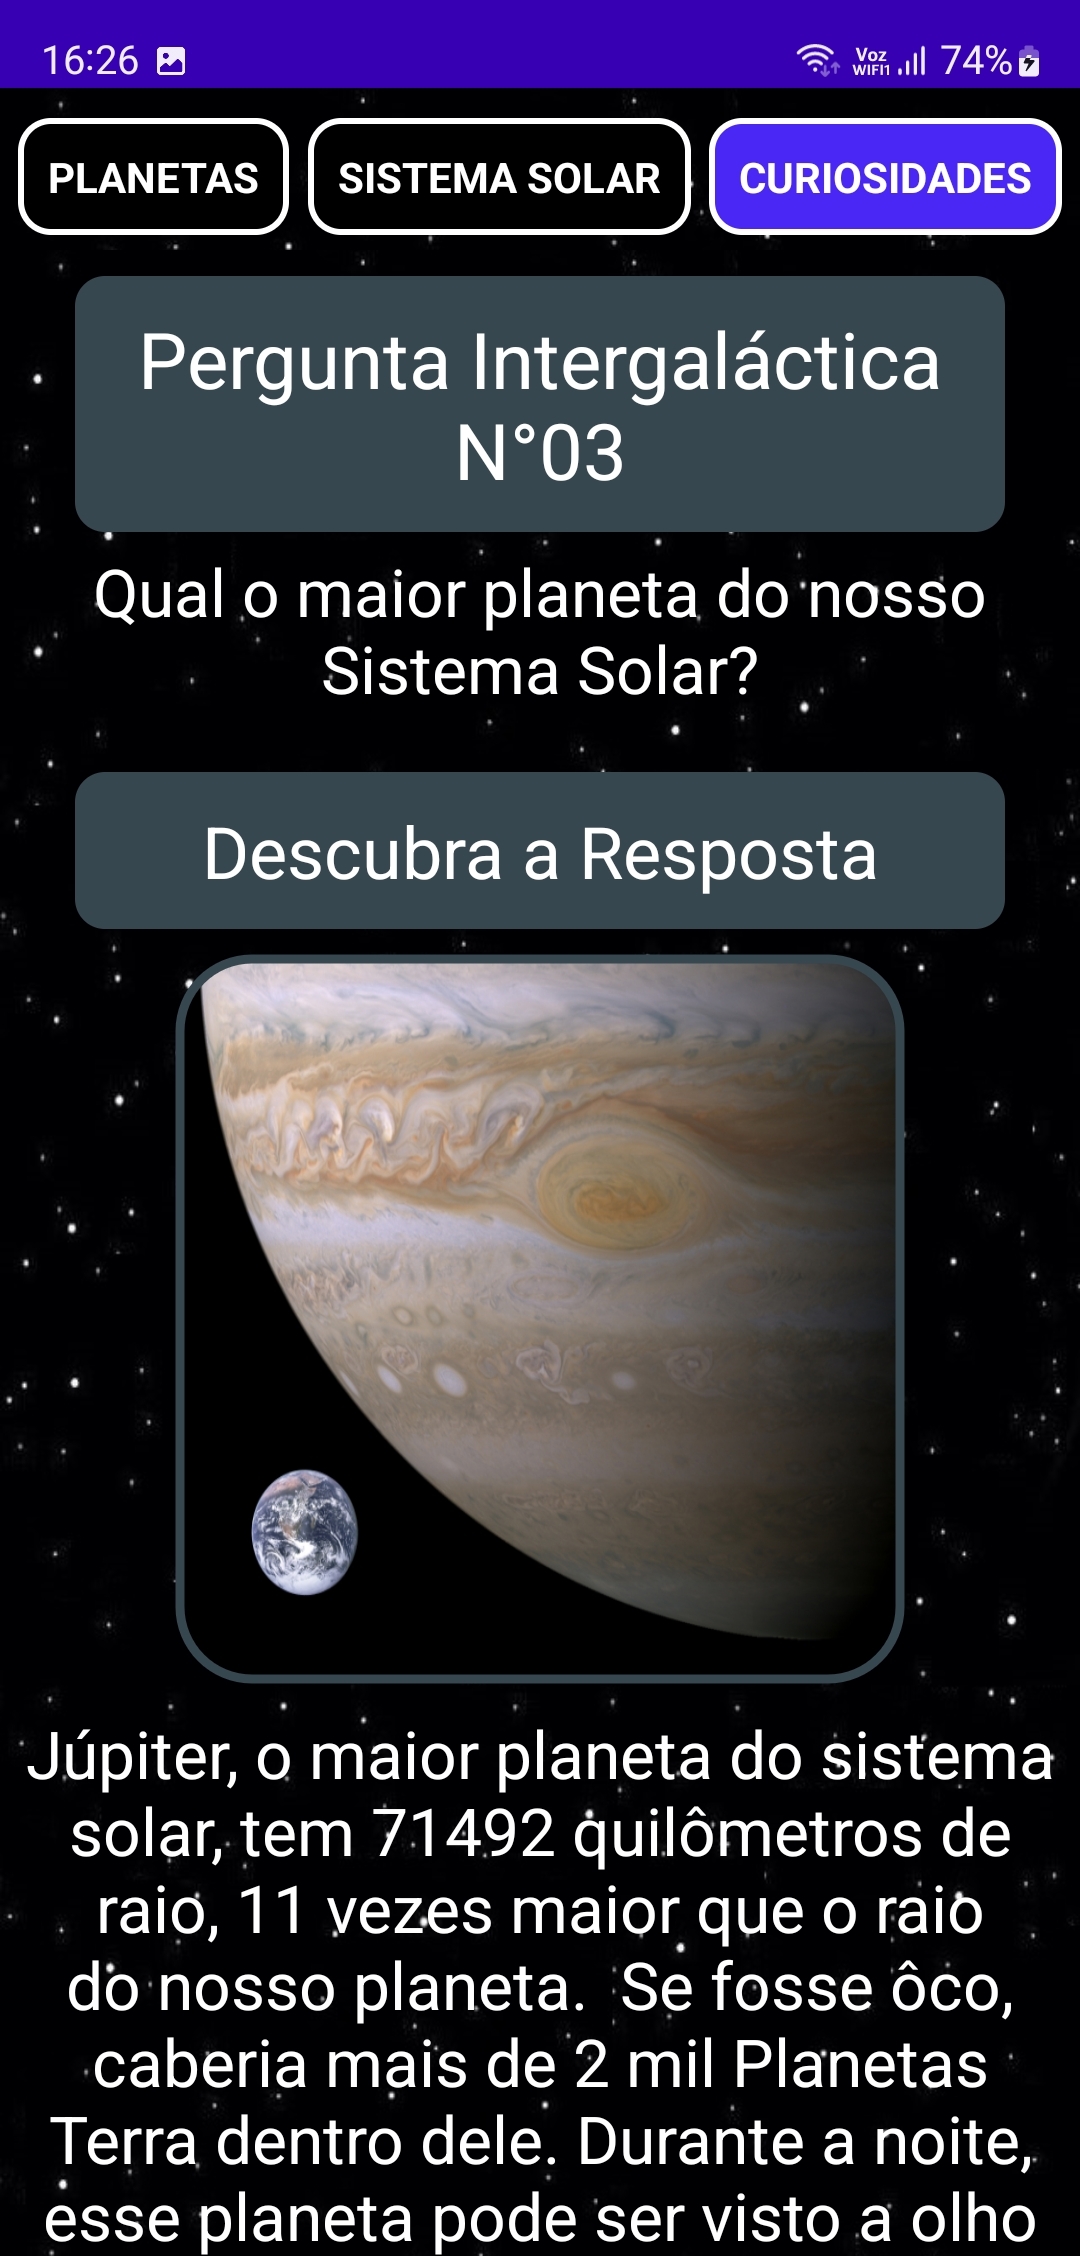 16:26
Voz
WIFI1
74%
PLANETAS
SISTEMA SOLAR
CURIOSIDADES
Pergunta Intergaláctica
N°03
Qual o maior planeta do nosso
Sistema Solar?
Descubra a Resposta
Júpiter, o maior planeta do sistema
solar, tem 71492 quilômetros de
raio, 11 vezes maior que o raio
do nosso planeta.  Se fosse ôco,
caberia mais de 2 mil Planetas
Terra dentro dele. Durante a noite,
esse planeta pode ser visto a olho